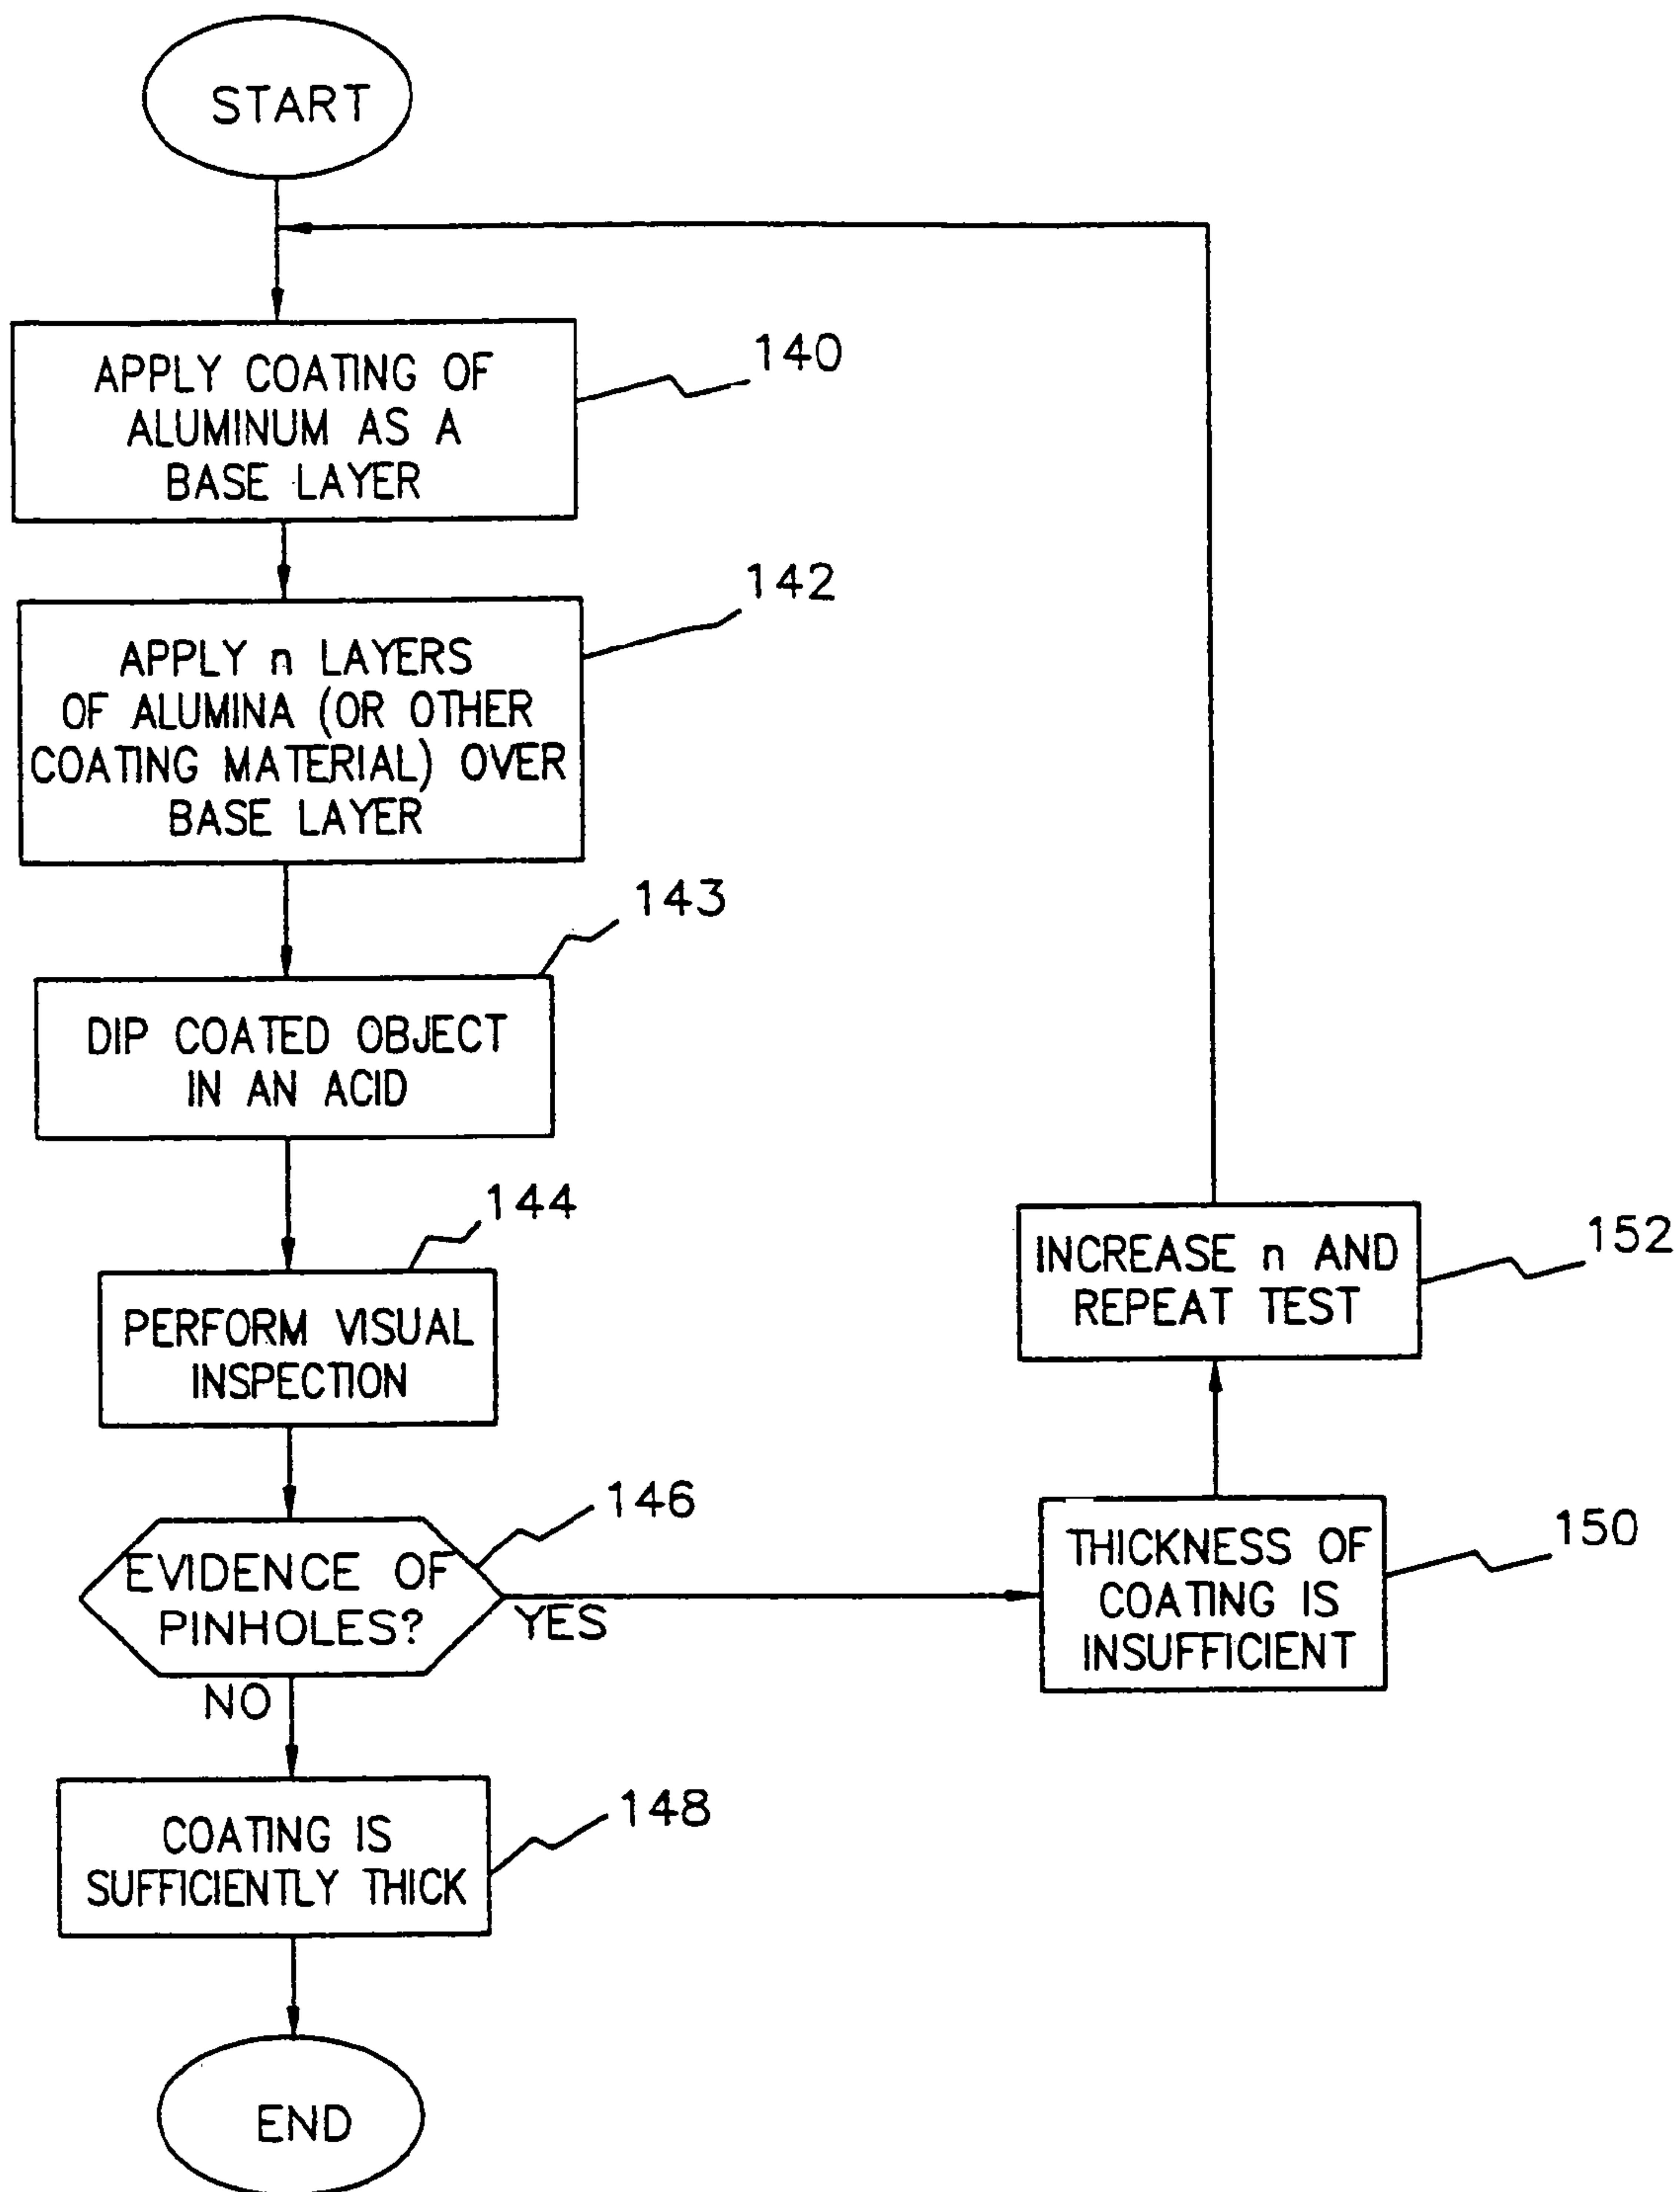 START
APPLY COATING OF
ALUMINUM AS A
BASE LAYER
140
APPLY n LAYERS
OF ALUMINA (OR OTHER
COATING MATERIAL) OVER
BASE LAYER
142
143
DIP COATED OBJECT
IN AN ACID
144
PERFORM VISUAL
INSPECTION
146
EVIDENCE OF
PINHOLES?
YES
NO
COATING IS
SUFFICIENTLY THICK
148
END
THICKNESS OF
COATING IS
INSUFFICIENT
150
INCREASE n AND
REPEAT TEST
152